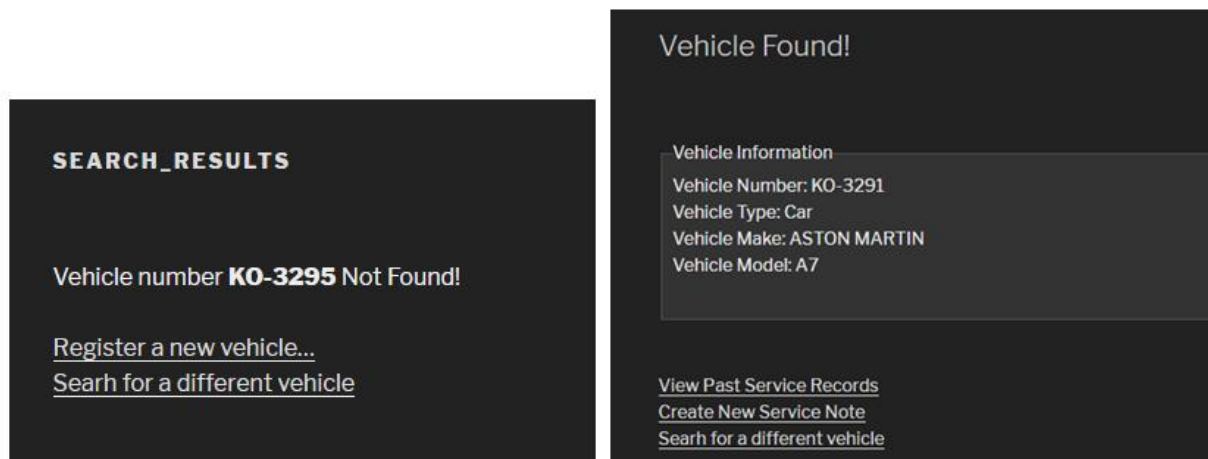 SEARCH_RESULTS
Vehicle number KO-3295 Not Found!
Register a new vehicle...
Searh for a different vehicle
Vehicle Found!
Vehicle Information
Vehicle Number: KO-3291
Vehicle Type: Car
Vehicle Make: ASTON MARTIN
Vehicle Model: A7
View Past Service Records
Create New Service Note
Searh for a different vehicle